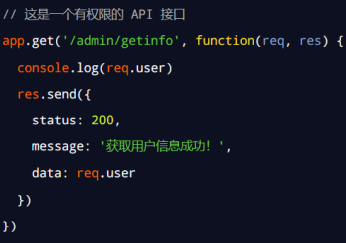 // 这是一个有权限的 API 接口
app.get('/admin/getinfo', function(req, res) {
  console.log(req.user)
  res.send({
    status: 200,
    message: '获取用户信息成功！',
    data: req.user
  })
})